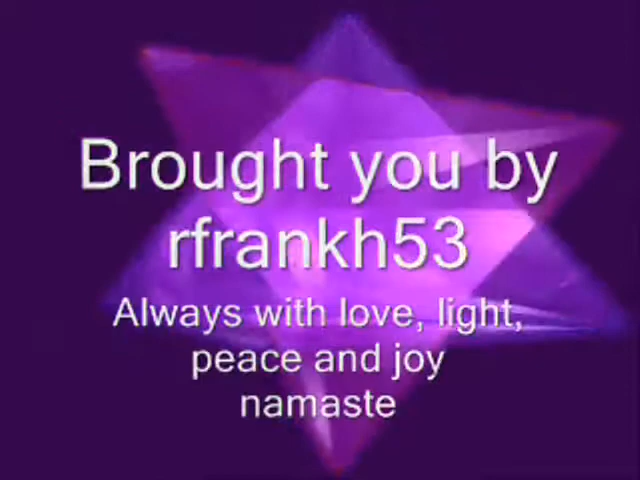 Brought you by
rfrankh53
Always with love, light,
peace and joy
namaste